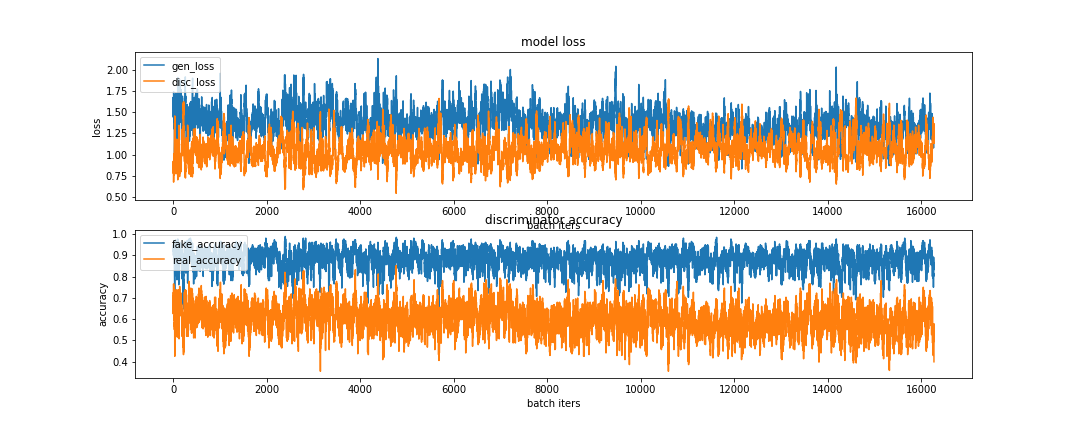 model loss
gen_loss
disc_loss
2.00
1.75
1.50
1.25
1.00
0.75
0.50
loss
0 2000 4000 6000 8000 10000 12000 14000 16000
batch iters
discriminator accuracy
fake_accuracy
real_accuracy
1.0
0.9
0.8
0.7
0.6
0.5
0.4
accuracy
0 2000 4000 6000 8000 10000 12000 14000 16000
batch iters